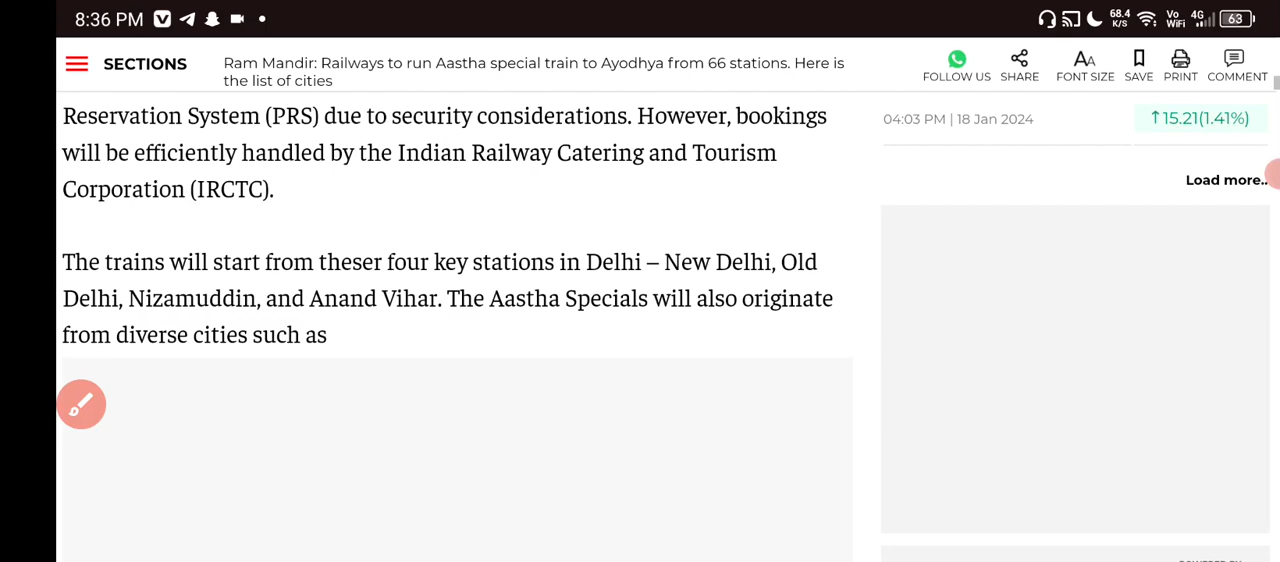 8:36 PM
68.4 K/S
Vo WiFi
4G
63
SECTIONS
Ram Mandir: Railways to run Aastha special train to Ayodhya from 66 stations. Here is
the list of cities
FOLLOW US
SHARE
FONT SIZE
SAVE
PRINT
COMMENT
Reservation System (PRS) due to security considerations. However, bookings
will be efficiently handled by the Indian Railway Catering and Tourism
Corporation (IRCTC).
The trains will start from theser four key stations in Delhi – New Delhi, Old
Delhi, Nizamuddin, and Anand Vihar. The Aastha Specials will also originate
from diverse cities such as
04:03 PM | 18 Jan 2024
↑15.21(1.41%)
Load more..